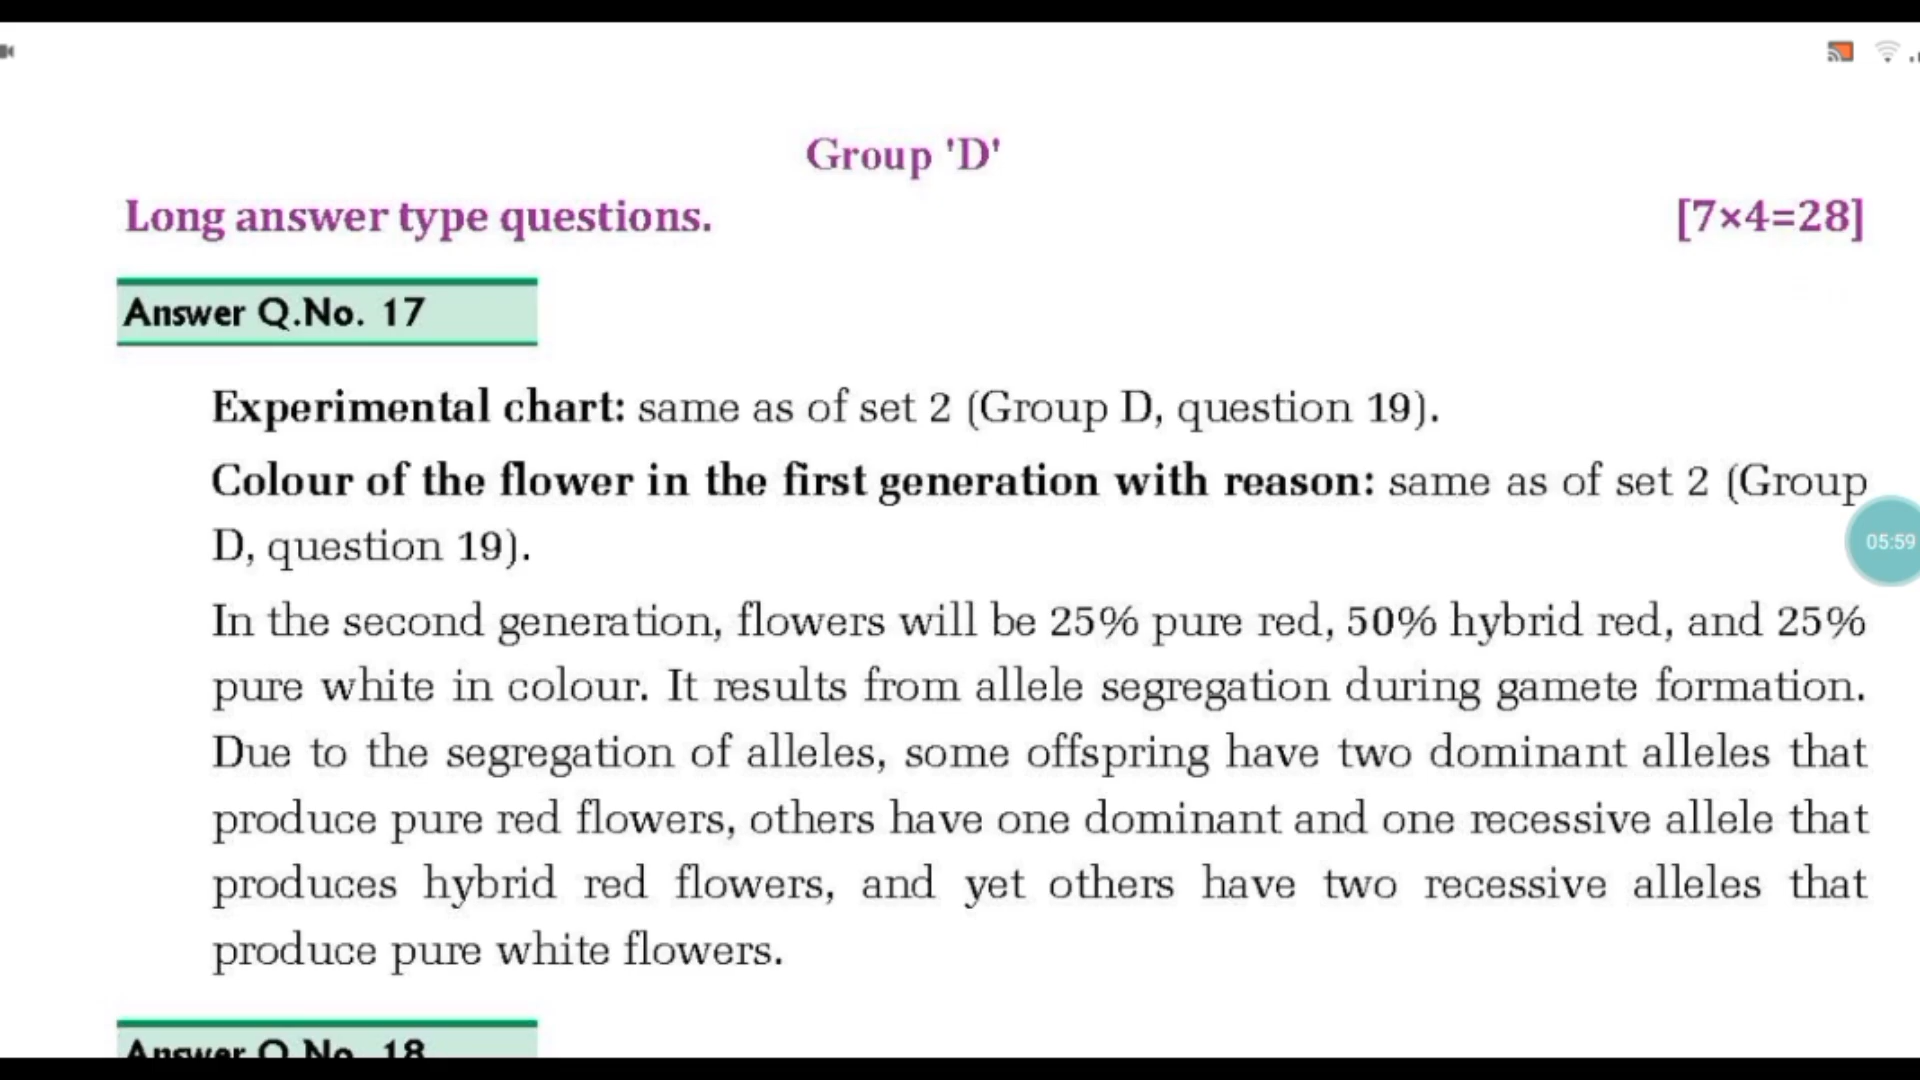 Group 'D'
Long answer type questions. [7×4=28]
Answer Q.No. 17
Experimental chart: same as of set 2 (Group D, question 19).
Colour of the flower in the first generation with reason: same as of set 2 (Group
D, question 19).
05:59
In the second generation, flowers will be 25% pure red, 50% hybrid red, and 25%
pure white in colour. It results from allele segregation during gamete formation.
Due to the segregation of alleles, some offspring have two dominant alleles that
produce pure red flowers, others have one dominant and one recessive allele that
produces hybrid red flowers, and yet others have two recessive alleles that
produce pure white flowers.
Answer Q.No. 18